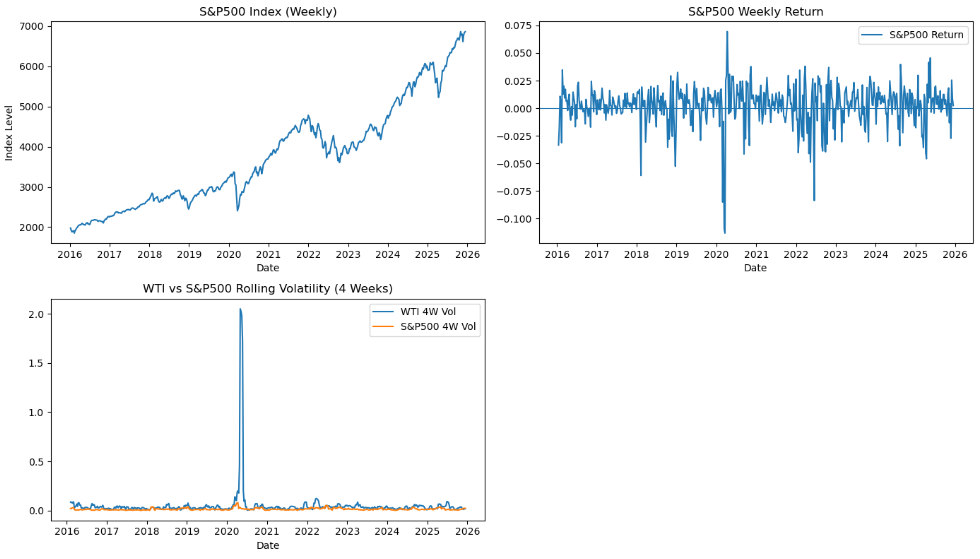 S&P500 Index (Weekly)
7000
6000
5000
4000
3000
2000
Index Level
2016 2017 2018 2019 2020 2021 2022 2023 2024 2025 2026
Date
S&P500 Weekly Return
S&P500 Return
0.075
0.050
0.025
0.000
−0.025
−0.050
−0.075
−0.100
2016 2017 2018 2019 2020 2021 2022 2023 2024 2025 2026
Date
WTI vs S&P500 Rolling Volatility (4 Weeks)
WTI 4W Vol
S&P500 4W Vol
2.0
1.5
1.0
0.5
0.0
2016 2017 2018 2019 2020 2021 2022 2023 2024 2025 2026
Date